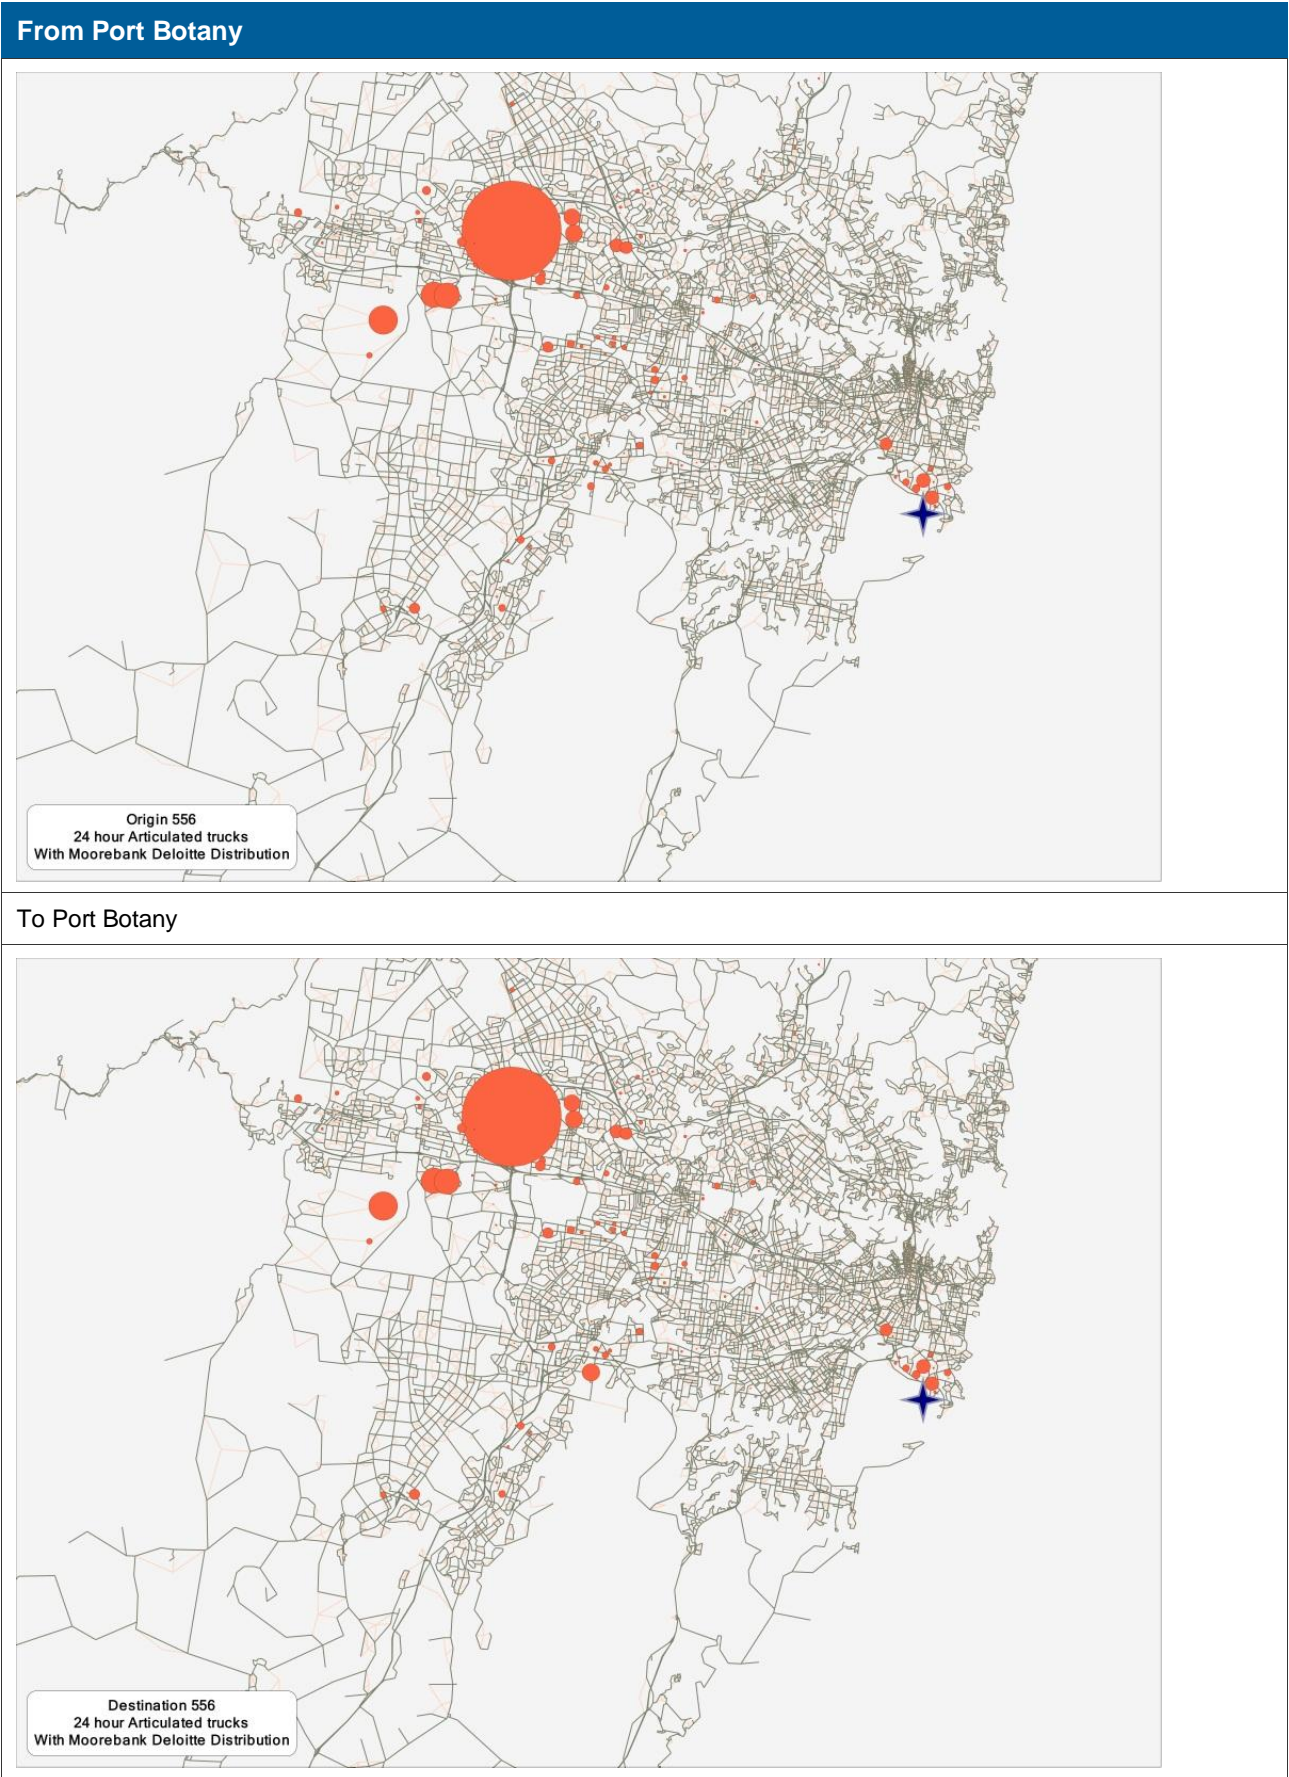 From Port Botany
Origin 556
24 hour Articulated trucks
With Moorebank Deloitte Distribution
To Port Botany
Destination 556
24 hour Articulated trucks
With Moorebank Deloitte Distribution